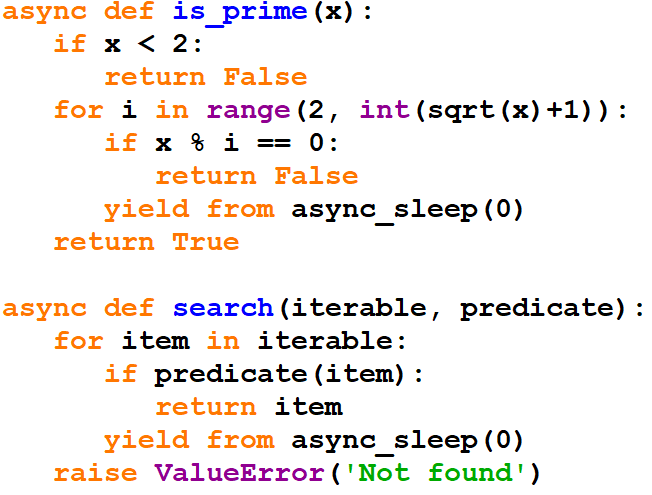 async def is_prime(x):
   if x < 2:
      return False
   for i in range(2, int(sqrt(x)+1)):
      if x % i == 0:
         return False
      yield from async_sleep(0)
   return True

async def search(iterable, predicate):
   for item in iterable:
      if predicate(item):
         return item
      yield from async_sleep(0)
   raise ValueError('Not found')